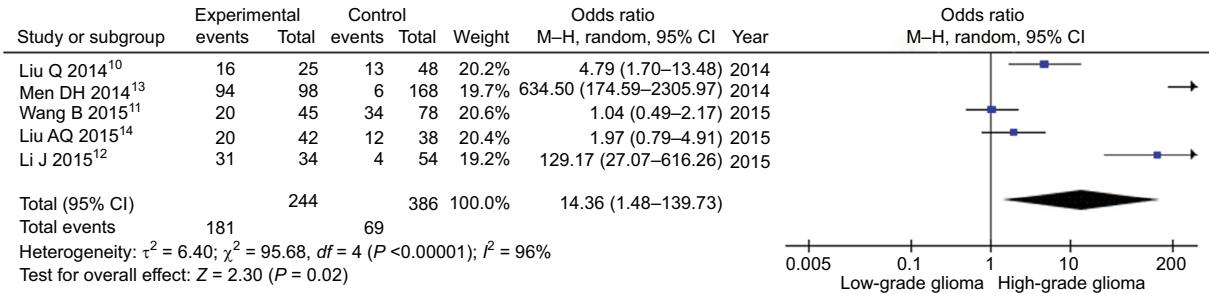 Experimental Control Odds ratio Odds ratio
Study or subgroup events Total events Total Weight M–H, random, 95% CI Year M–H, random, 95% CI
Liu Q 2014¹⁰ 16 25 13 48 20.2% 4.79 (1.70–13.48) 2014
Men DH 2014¹³ 94 98 6 168 19.7% 634.50 (174.59–2305.97) 2014
Wang B 2015¹¹ 20 45 34 78 20.6% 1.04 (0.49–2.17) 2015
Liu AQ 2015¹⁴ 20 42 12 38 20.4% 1.97 (0.79–4.91) 2015
Li J 2015¹² 31 34 4 54 19.2% 129.17 (27.07–616.26) 2015
Total (95% CI) 244 386 100.0% 14.36 (1.48–139.73)
Total events 181 69
Heterogeneity: τ² = 6.40; χ² = 95.68, df = 4 (P <0.00001); I² = 96%
Test for overall effect: Z = 2.30 (P = 0.02)
0.005 0.1 1 10 200
Low-grade glioma High-grade glioma